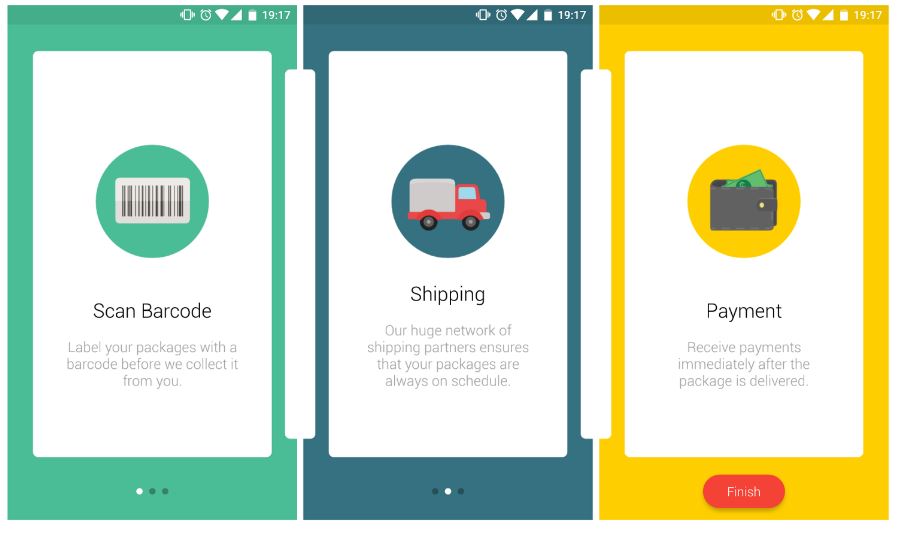 19:17
Scan Barcode
Label your packages with a
barcode before we collect it
from you.
19:17
Shipping
Our huge network of
shipping partners ensures
that your packages are
always on schedule.
19:17
Payment
Receive payments
immediately after the
package is delivered.
Finish